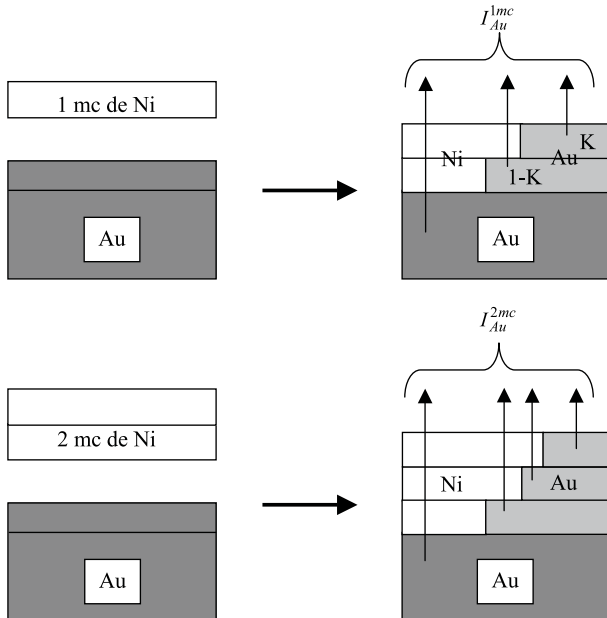 I_{Au}^{1mc}
1 mc de Ni
K
Ni
Au
1-K
Au
Au
I_{Au}^{2mc}
2 mc de Ni
Ni
Au
Au
Au